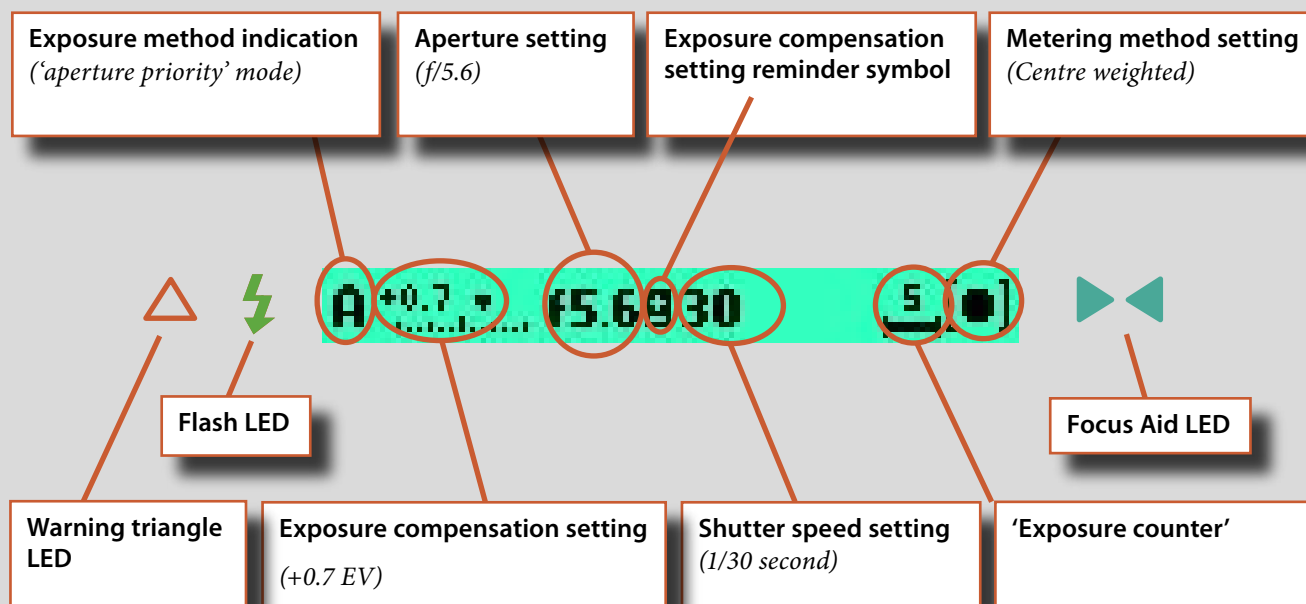 Exposure method indication
(‘aperture priority’ mode)
Aperture setting
(f/5.6)
Exposure compensation
setting reminder symbol
Metering method setting
(Centre weighted)
A +0.7 f5.6 30 5
Flash LED
Focus Aid LED
Warning triangle
LED
Exposure compensation setting
(+0.7 EV)
Shutter speed setting
(1/30 second)
‘Exposure counter’